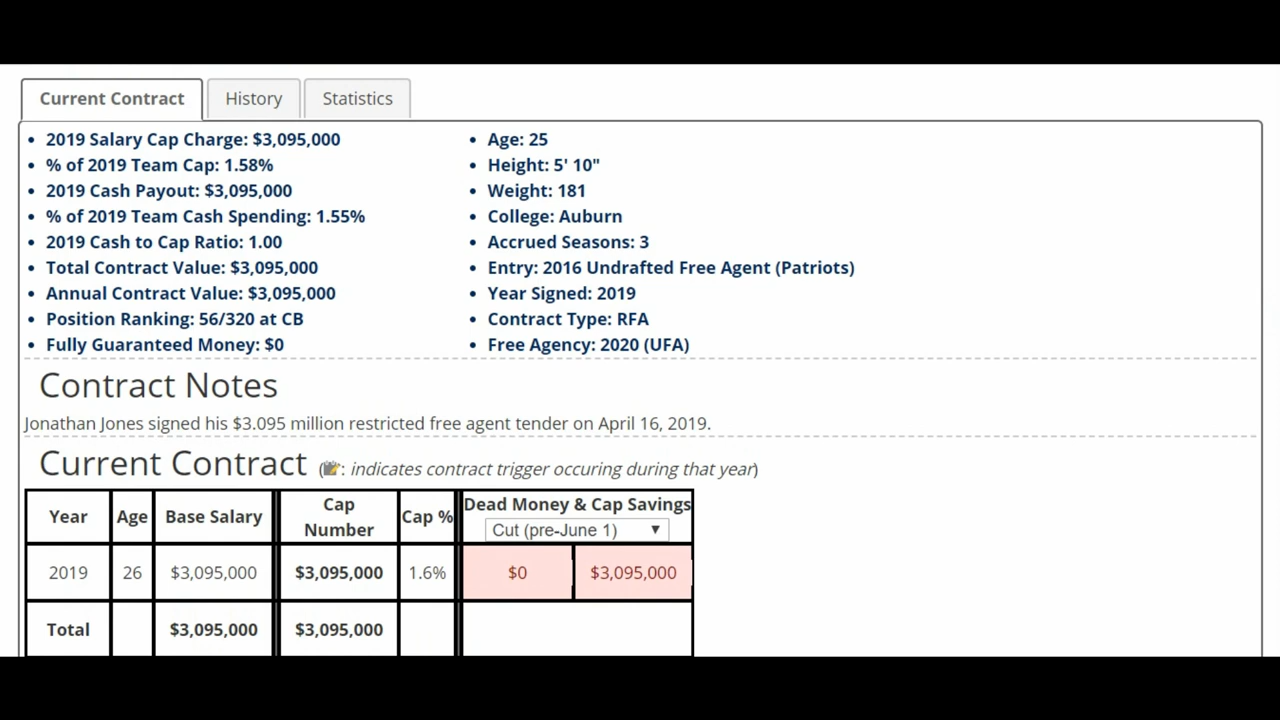 Current Contract
History
Statistics
2019 Salary Cap Charge: $3,095,000
% of 2019 Team Cap: 1.58%
2019 Cash Payout: $3,095,000
% of 2019 Team Cash Spending: 1.55%
2019 Cash to Cap Ratio: 1.00
Total Contract Value: $3,095,000
Annual Contract Value: $3,095,000
Position Ranking: 56/320 at CB
Fully Guaranteed Money: $0
Age: 25
Height: 5' 10"
Weight: 181
College: Auburn
Accrued Seasons: 3
Entry: 2016 Undrafted Free Agent (Patriots)
Year Signed: 2019
Contract Type: RFA
Free Agency: 2020 (UFA)
Contract Notes
Jonathan Jones signed his $3.095 million restricted free agent tender on April 16, 2019.
Current Contract (: indicates contract trigger occuring during that year)
Year Age Base Salary Cap Number Cap % Dead Money & Cap Savings
Cut (pre-June 1)
2019 26 $3,095,000 $3,095,000 1.6% $0 $3,095,000
Total $3,095,000 $3,095,000